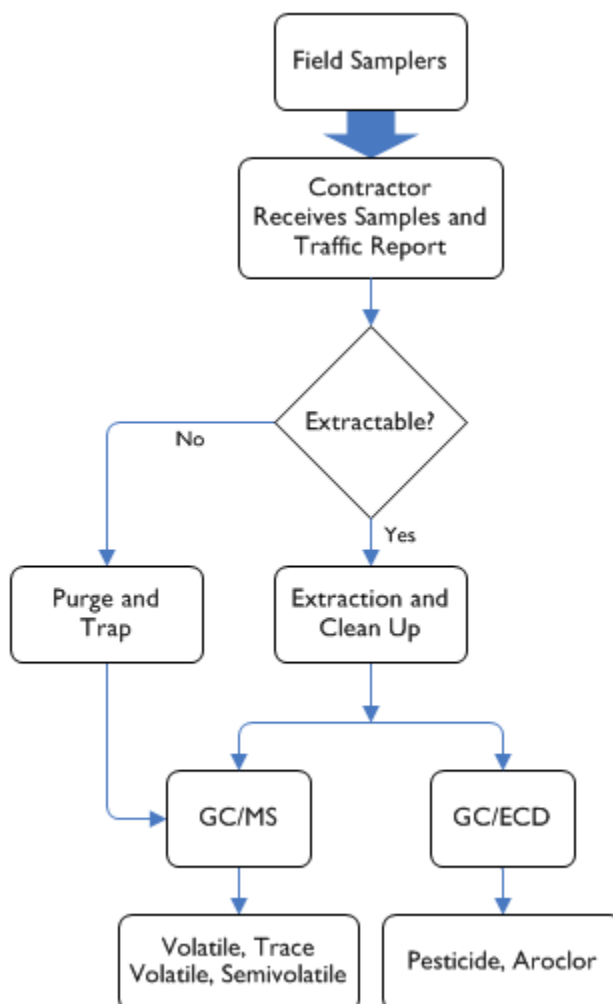 Field Samplers
Contractor
Receives Samples and
Traffic Report
Extractable?
No
Yes
Purge and
Trap
Extraction and
Clean Up
GC/MS
GC/ECD
Volatile, Trace
Volatile, Semivolatile
Pesticide, Aroclor